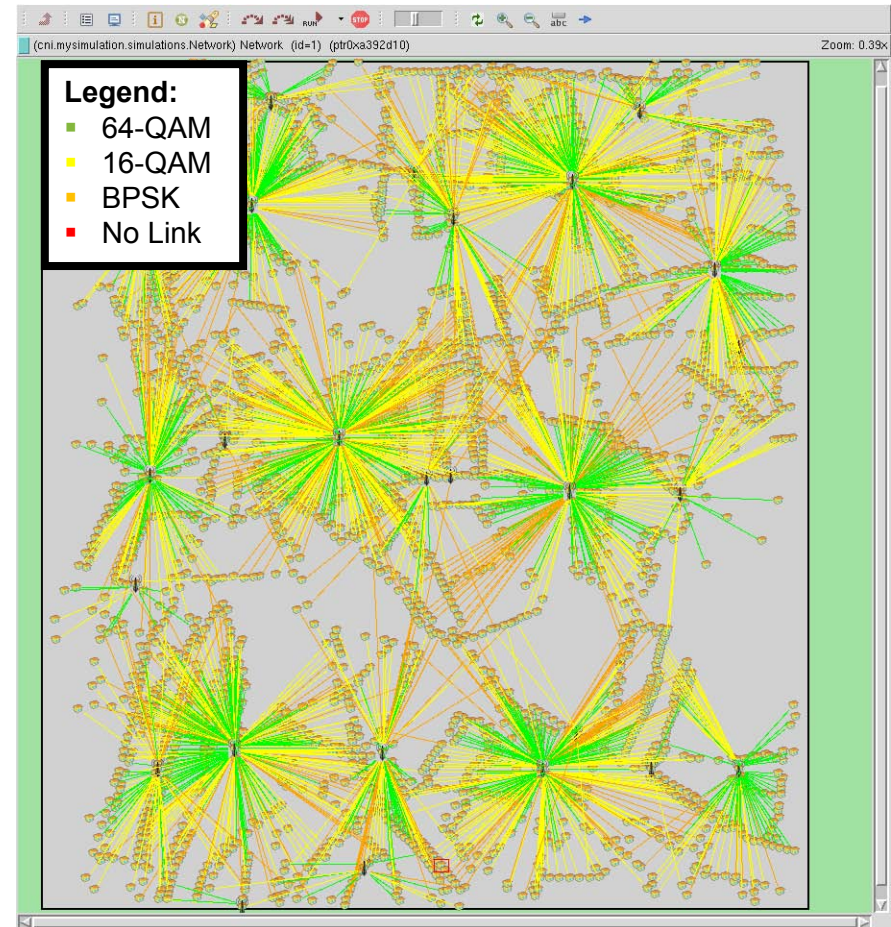 RUN STOP abc
(cni.mysimulation.simulations.Network) Network (id=1) (ptr0xa392d10) Zoom: 0.39x
Legend:
64-QAM
16-QAM
BPSK
No Link